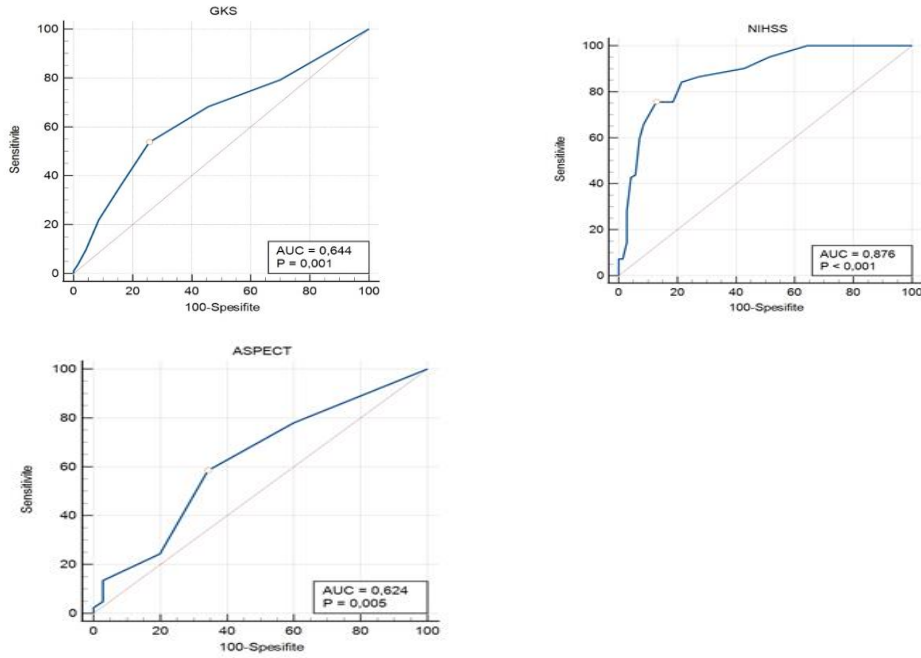 GKS
100
80
60
40
20
0
Sensitivite
0 20 40 60 80 100
100-Spesifite
AUC = 0,644
P = 0,001
NIHSS
100
80
60
40
20
0
Sensitivite
0 20 40 60 80 100
100-Spesifite
AUC = 0,876
P < 0,001
ASPECT
100
80
60
40
20
0
Sensitivite
0 20 40 60 80 100
100-Spesifite
AUC = 0,624
P = 0,005